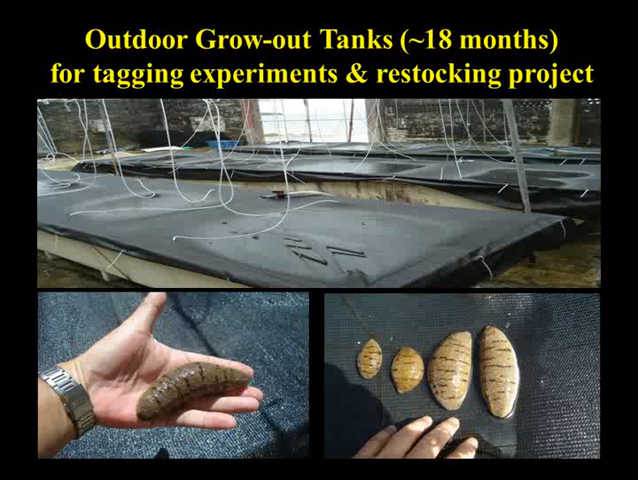 Outdoor Grow-out Tanks (~18 months)
for tagging experiments & restocking project